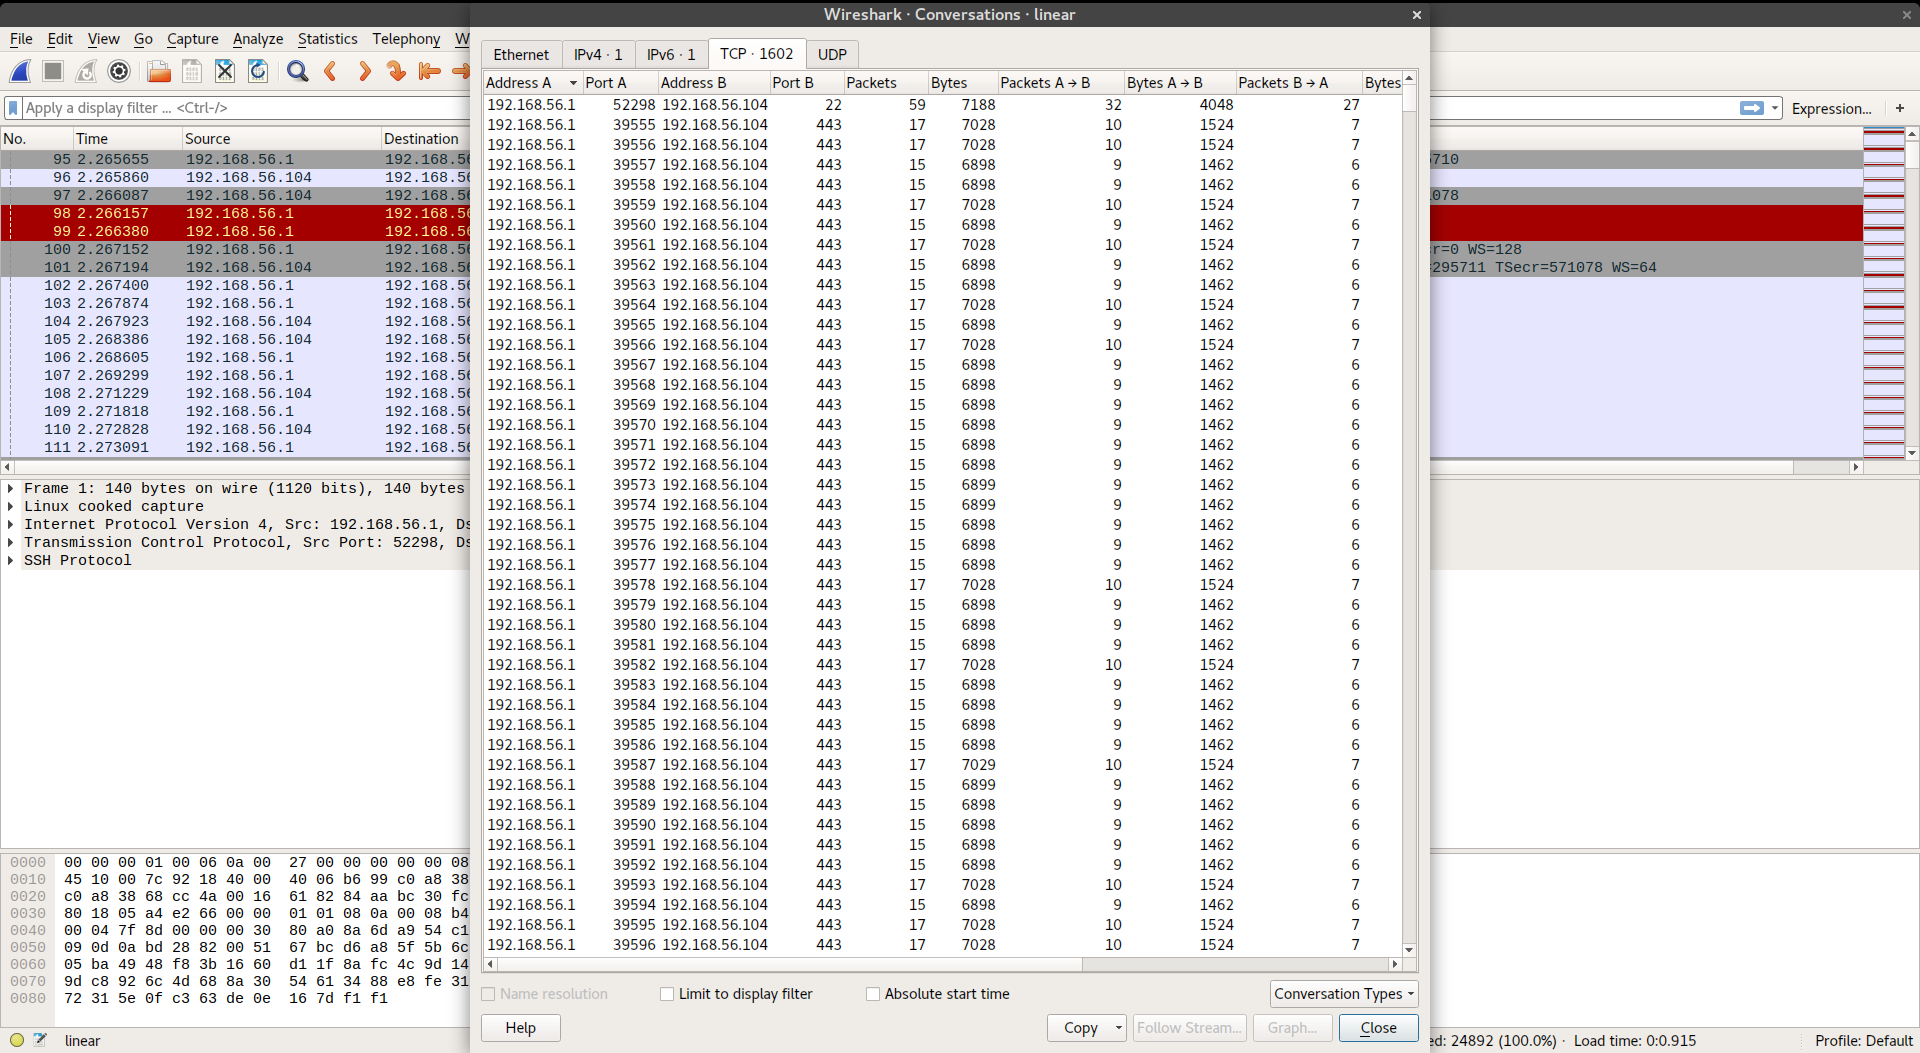 Wireshark · Conversations · linear
File Edit View Go Capture Analyze Statistics Telephony
Apply a display filter ... <Ctrl-/>
Expression... +
No. Time Source Destination
95 2.265655 192.168.56.1 192.168.56
96 2.265860 192.168.56.104 192.168.56
97 2.266087 192.168.56.104 192.168.56
98 2.266157 192.168.56.1 192.168.56
99 2.266380 192.168.56.1 192.168.56
100 2.267152 192.168.56.1 192.168.56
101 2.267194 192.168.56.104 192.168.56
102 2.267400 192.168.56.1 192.168.56
103 2.267874 192.168.56.1 192.168.56
104 2.267923 192.168.56.104 192.168.56
105 2.268386 192.168.56.104 192.168.56
106 2.268605 192.168.56.1 192.168.56
107 2.269299 192.168.56.1 192.168.56
108 2.271229 192.168.56.104 192.168.56
109 2.271818 192.168.56.1 192.168.56
110 2.272828 192.168.56.104 192.168.56
111 2.273091 192.168.56.1 192.168.56
Frame 1: 140 bytes on wire (1120 bits), 140 bytes
Linux cooked capture
Internet Protocol Version 4, Src: 192.168.56.1, Ds
Transmission Control Protocol, Src Port: 52298, Ds
SSH Protocol
0000 00 00 00 01 00 06 0a 00 27 00 00 00 00 00 08
0010 45 10 00 7c 92 18 40 00 40 06 b6 99 c0 a8 38
0020 c0 a8 38 68 cc 4a 00 16 61 82 84 aa bc 30 fc
0030 80 18 05 a4 e2 66 00 00 01 01 08 0a 00 08 b4
0040 00 04 7f 8d 00 00 00 30 80 a0 8a 6d a9 54 c1
0050 09 0d 0a bd 28 82 00 51 67 bc d6 a8 5f 5b 6c
0060 05 ba 49 48 f8 3b 16 60 d1 1f 8a fc 4c 9d 14
0070 9d c8 92 6c 4d 68 8a 30 54 61 34 88 e8 fe 31
0080 72 31 5e 0f c3 63 de 0e 16 7d f1 f1
linear
Ethernet IPv4 · 1 IPv6 · 1 TCP · 1602 UDP
Address A Port A Address B Port B Packets Bytes Packets A → B Bytes A → B Packets B → A Bytes
192.168.56.1 52298 192.168.56.104 22 59 7188 32 4048 27
192.168.56.1 39555 192.168.56.104 443 17 7028 10 1524 7
192.168.56.1 39556 192.168.56.104 443 17 7028 10 1524 7
192.168.56.1 39557 192.168.56.104 443 15 6898 9 1462 6
192.168.56.1 39558 192.168.56.104 443 15 6898 9 1462 6
192.168.56.1 39559 192.168.56.104 443 17 7028 10 1524 7
192.168.56.1 39560 192.168.56.104 443 15 6898 9 1462 6
192.168.56.1 39561 192.168.56.104 443 17 7028 10 1524 7
192.168.56.1 39562 192.168.56.104 443 15 6898 9 1462 6
192.168.56.1 39563 192.168.56.104 443 15 6898 9 1462 6
192.168.56.1 39564 192.168.56.104 443 17 7028 10 1524 7
192.168.56.1 39565 192.168.56.104 443 15 6898 9 1462 6
192.168.56.1 39566 192.168.56.104 443 17 7028 10 1524 7
192.168.56.1 39567 192.168.56.104 443 15 6898 9 1462 6
192.168.56.1 39568 192.168.56.104 443 15 6898 9 1462 6
192.168.56.1 39569 192.168.56.104 443 15 6898 9 1462 6
192.168.56.1 39570 192.168.56.104 443 15 6898 9 1462 6
192.168.56.1 39571 192.168.56.104 443 15 6898 9 1462 6
192.168.56.1 39572 192.168.56.104 443 15 6898 9 1462 6
192.168.56.1 39573 192.168.56.104 443 15 6899 9 1462 6
192.168.56.1 39574 192.168.56.104 443 15 6899 9 1462 6
192.168.56.1 39575 192.168.56.104 443 15 6898 9 1462 6
192.168.56.1 39576 192.168.56.104 443 15 6898 9 1462 6
192.168.56.1 39577 192.168.56.104 443 15 6898 9 1462 6
192.168.56.1 39578 192.168.56.104 443 17 7028 10 1524 7
192.168.56.1 39579 192.168.56.104 443 15 6898 9 1462 6
192.168.56.1 39580 192.168.56.104 443 15 6898 9 1462 6
192.168.56.1 39581 192.168.56.104 443 15 6898 9 1462 6
192.168.56.1 39582 192.168.56.104 443 17 7028 10 1524 7
192.168.56.1 39583 192.168.56.104 443 15 6898 9 1462 6
192.168.56.1 39584 192.168.56.104 443 15 6898 9 1462 6
192.168.56.1 39585 192.168.56.104 443 15 6898 9 1462 6
192.168.56.1 39586 192.168.56.104 443 15 6898 9 1462 6
192.168.56.1 39587 192.168.56.104 443 17 7029 10 1524 7
192.168.56.1 39588 192.168.56.104 443 15 6899 9 1462 6
192.168.56.1 39589 192.168.56.104 443 15 6898 9 1462 6
192.168.56.1 39590 192.168.56.104 443 15 6898 9 1462 6
192.168.56.1 39591 192.168.56.104 443 15 6898 9 1462 6
192.168.56.1 39592 192.168.56.104 443 15 6898 9 1462 6
192.168.56.1 39593 192.168.56.104 443 17 7028 10 1524 7
192.168.56.1 39594 192.168.56.104 443 15 6898 9 1462 6
192.168.56.1 39595 192.168.56.104 443 17 7028 10 1524 7
192.168.56.1 39596 192.168.56.104 443 17 7028 10 1524 7
Name resolution Limit to display filter Absolute start time Conversation Types
Help Copy Follow Stream... Graph... Close
5710
1078
cr=0 WS=128
=295711 TSecr=571078 WS=64
ed: 24892 (100.0%) · Load time: 0:0.915 Profile: Default